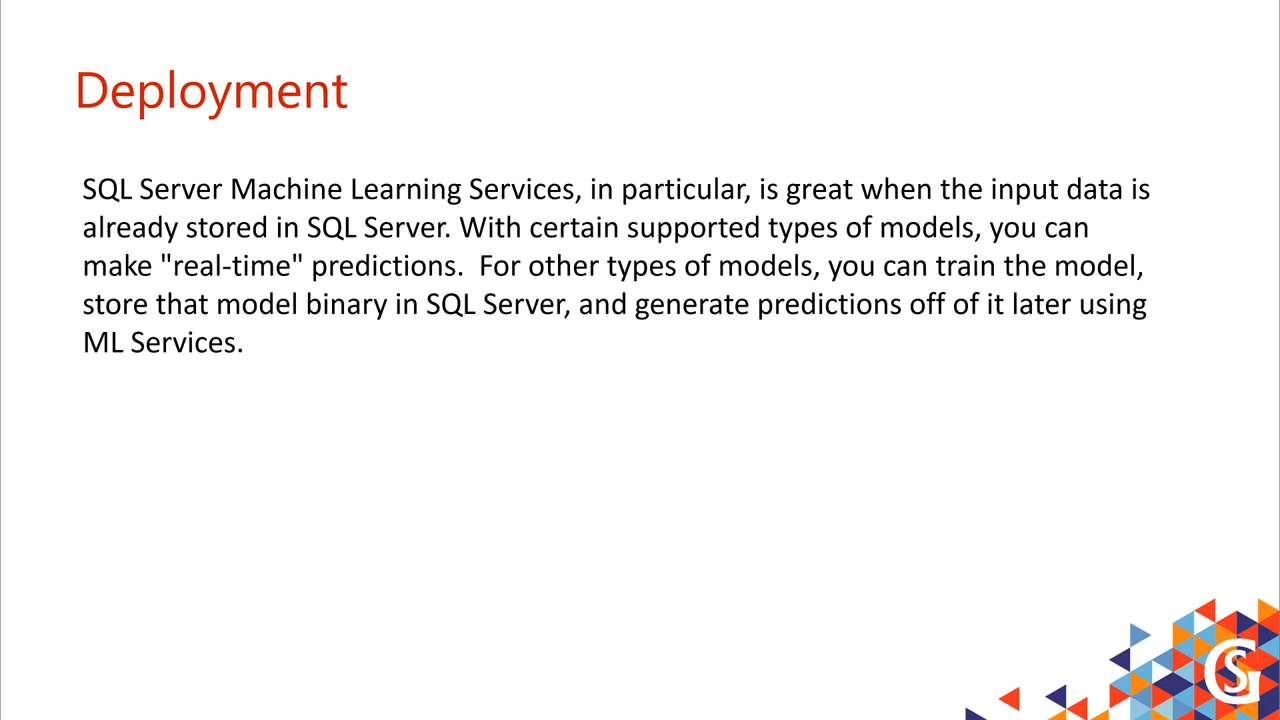 Deployment
SQL Server Machine Learning Services, in particular, is great when the input data is
already stored in SQL Server. With certain supported types of models, you can
make "real-time" predictions.  For other types of models, you can train the model,
store that model binary in SQL Server, and generate predictions off of it later using
ML Services.
GS